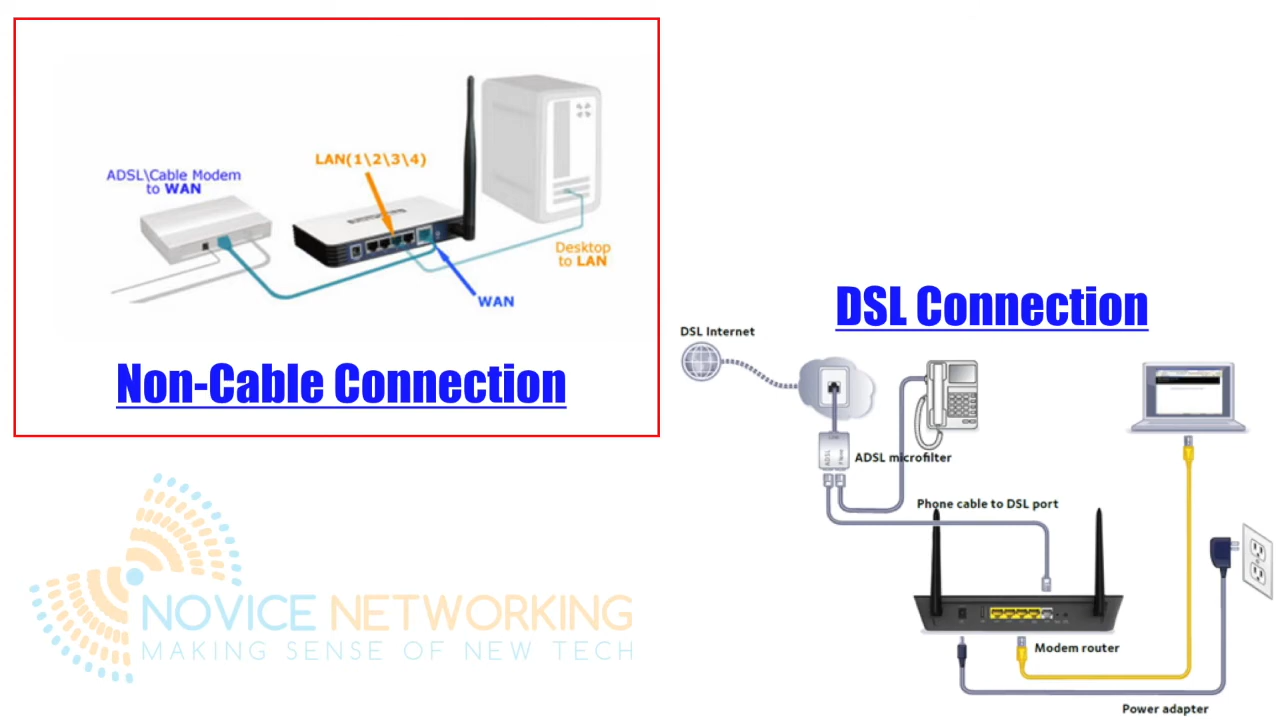 ADSL\Cable Modem
to WAN
LAN(1\2\3\4)
Desktop
to LAN
WAN
Non-Cable Connection
DSL Connection
DSL Internet
LINE
ADSL
ADSL microfilter
Phone cable to DSL port
Modem router
Power adapter
NOVICE NETWORKING
MAKING SENSE OF NEW TECH